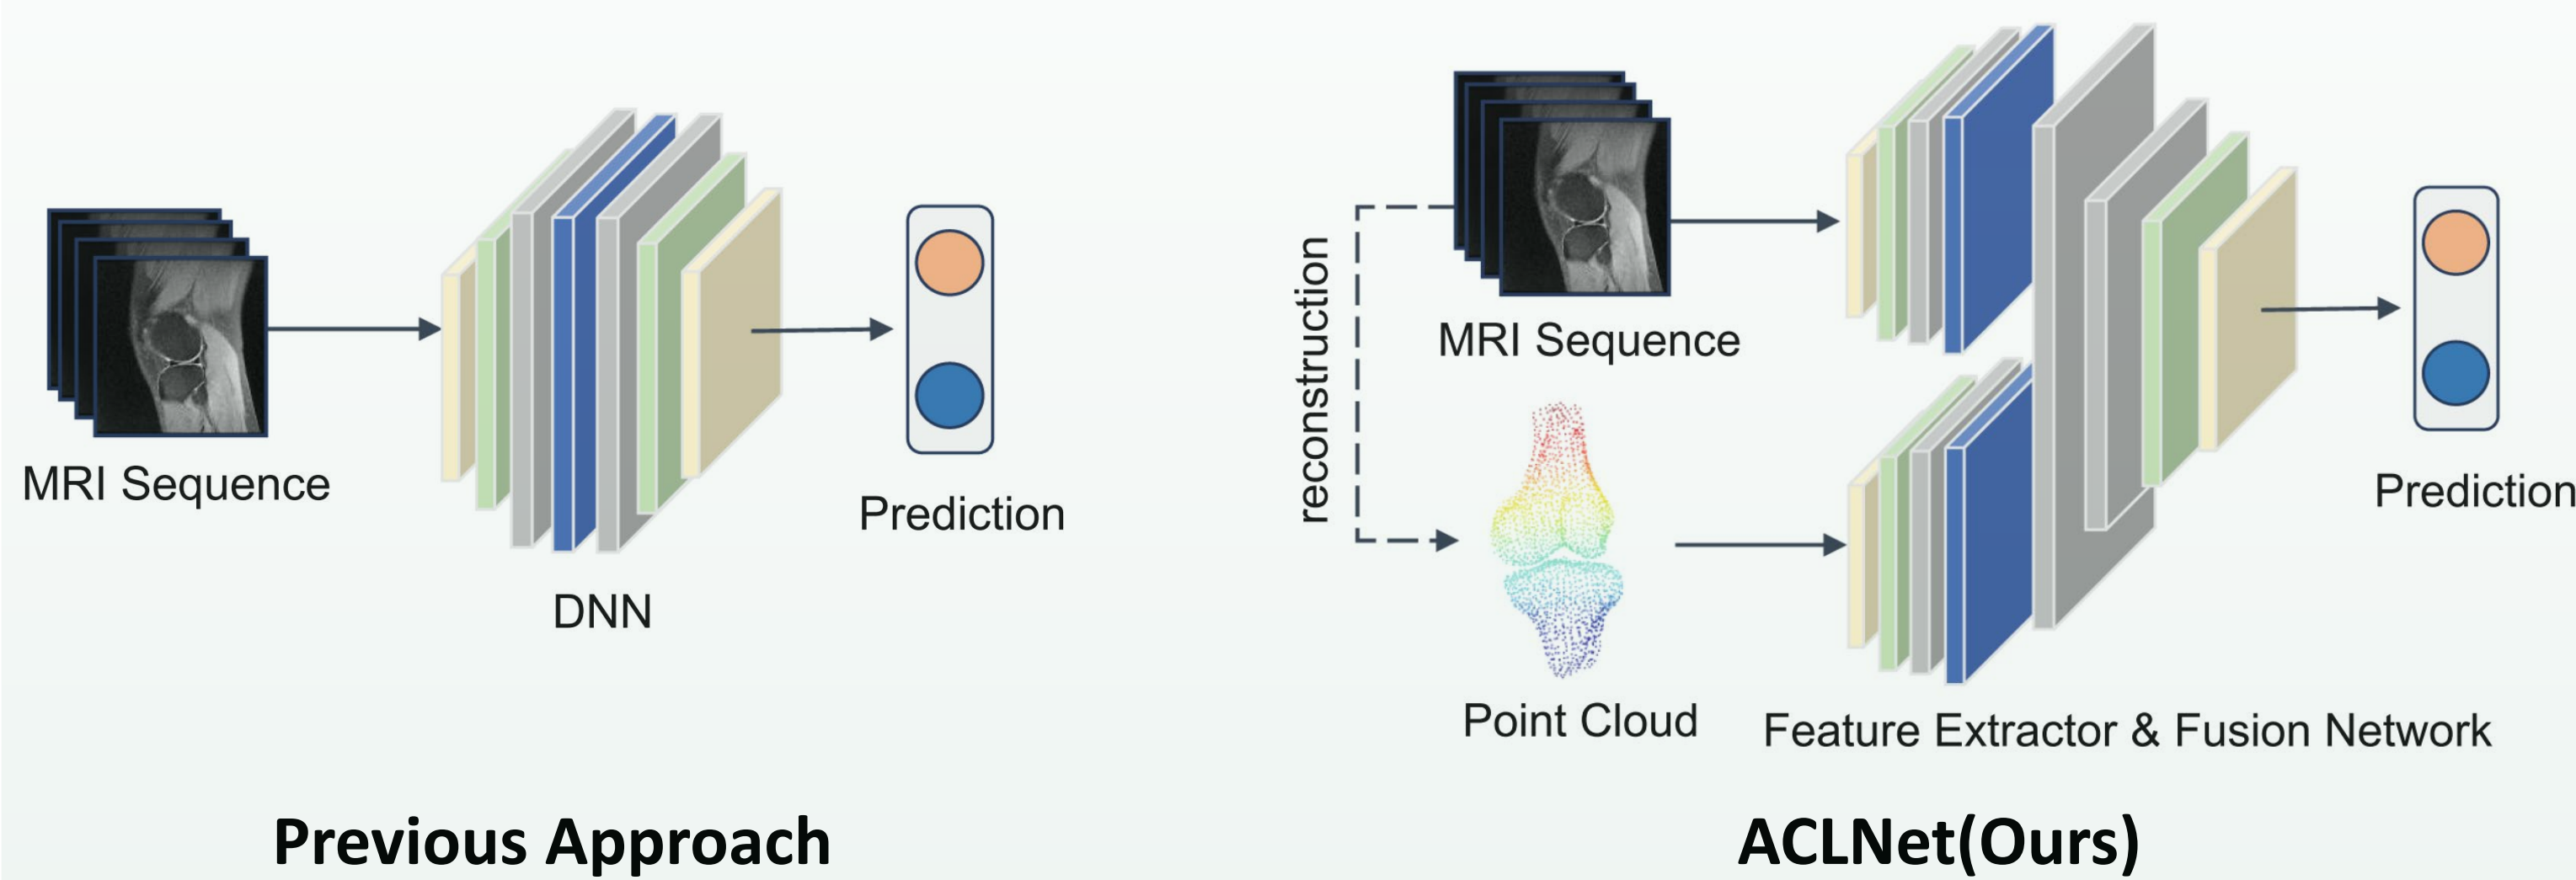 MRI Sequence
DNN
Prediction
Previous Approach
reconstruction
MRI Sequence
Point Cloud
Feature Extractor & Fusion Network
Prediction
ACLNet(Ours)